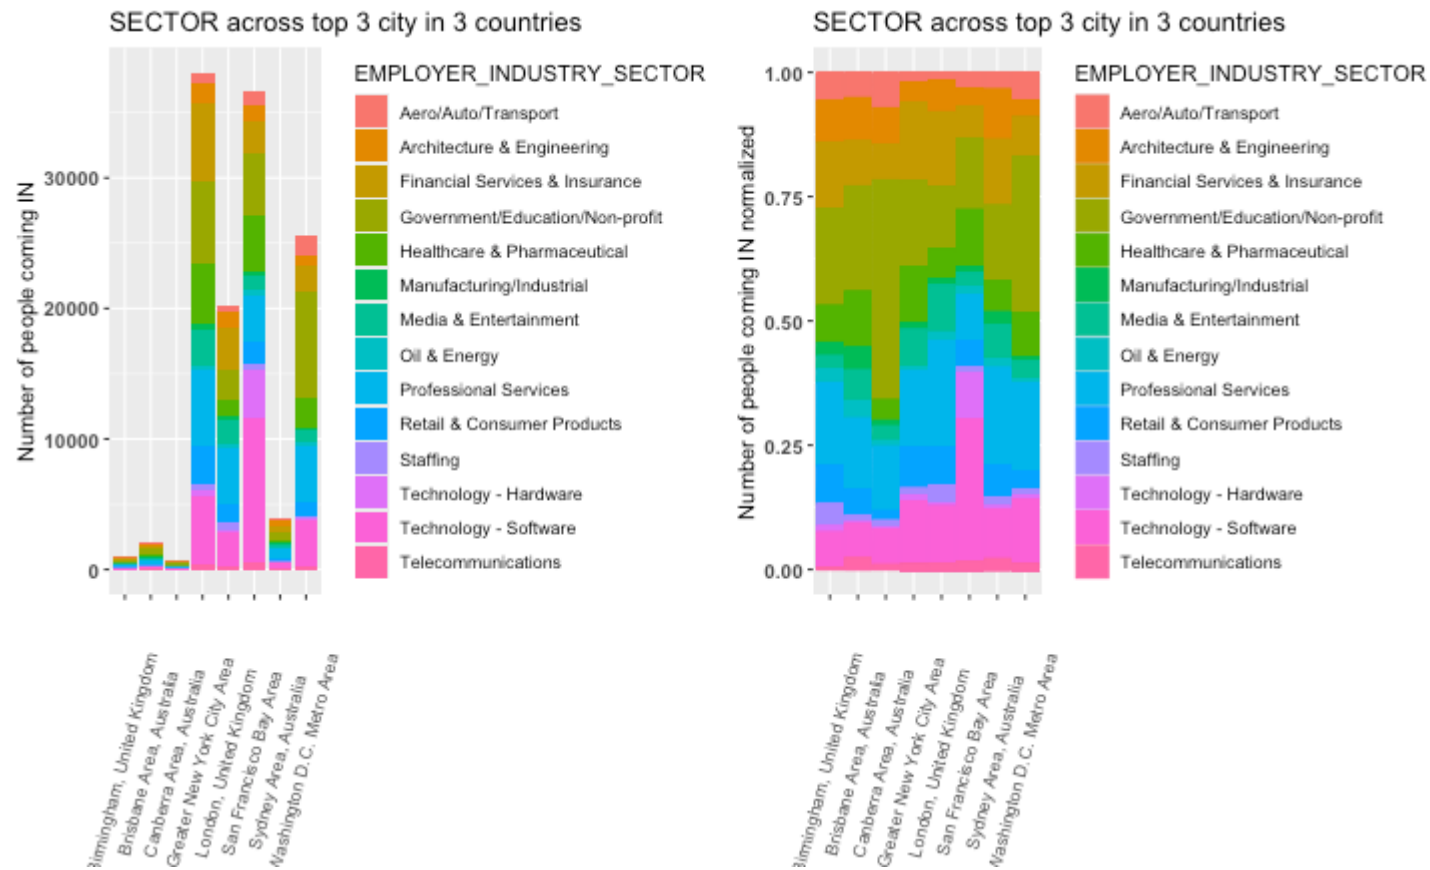 SECTOR across top 3 city in 3 countries
Number of people coming IN
30000
20000
10000
0
EMPLOYER_INDUSTRY_SECTOR
Aero/Auto/Transport
Architecture & Engineering
Financial Services & Insurance
Government/Education/Non-profit
Healthcare & Pharmaceutical
Manufacturing/Industrial
Media & Entertainment
Oil & Energy
Professional Services
Retail & Consumer Products
Staffing
Technology - Hardware
Technology - Software
Telecommunications
Birmingham, United Kingdom
Brisbane Area, Australia
Canberra Area, Australia
Greater New York City Area
London, United Kingdom
San Francisco Bay Area
Sydney Area, Australia
Washington D.C. Metro Area
SECTOR across top 3 city in 3 countries
Number of people coming IN normalized
1.00
0.75
0.50
0.25
0.00
EMPLOYER_INDUSTRY_SECTOR
Aero/Auto/Transport
Architecture & Engineering
Financial Services & Insurance
Government/Education/Non-profit
Healthcare & Pharmaceutical
Manufacturing/Industrial
Media & Entertainment
Oil & Energy
Professional Services
Retail & Consumer Products
Staffing
Technology - Hardware
Technology - Software
Telecommunications
Birmingham, United Kingdom
Brisbane Area, Australia
Canberra Area, Australia
Greater New York City Area
London, United Kingdom
San Francisco Bay Area
Sydney Area, Australia
Washington D.C. Metro Area